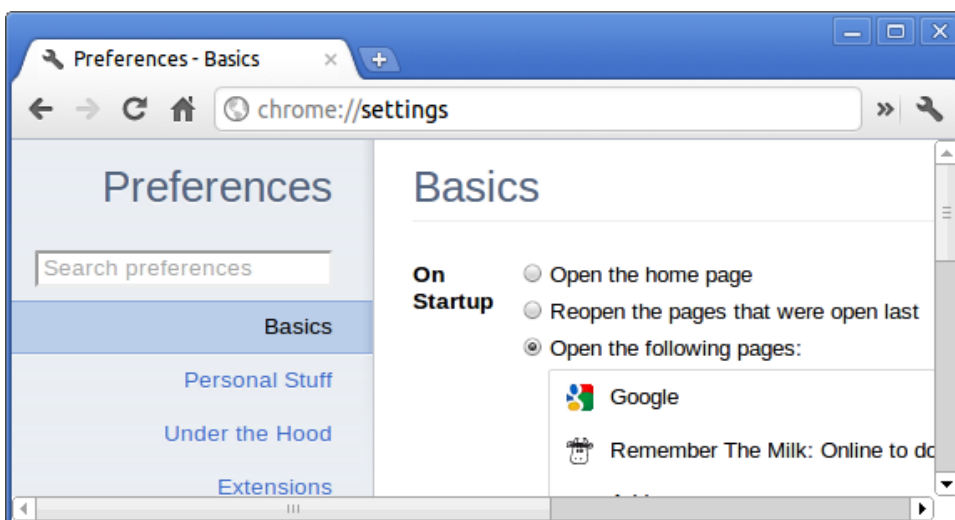 Preferences - Basics
chrome://settings
Preferences
Search preferences
Basics
Personal Stuff
Under the Hood
Extensions
Basics
On
Startup
Open the home page
Reopen the pages that were open last
Open the following pages:
Google
Remember The Milk: Online to do